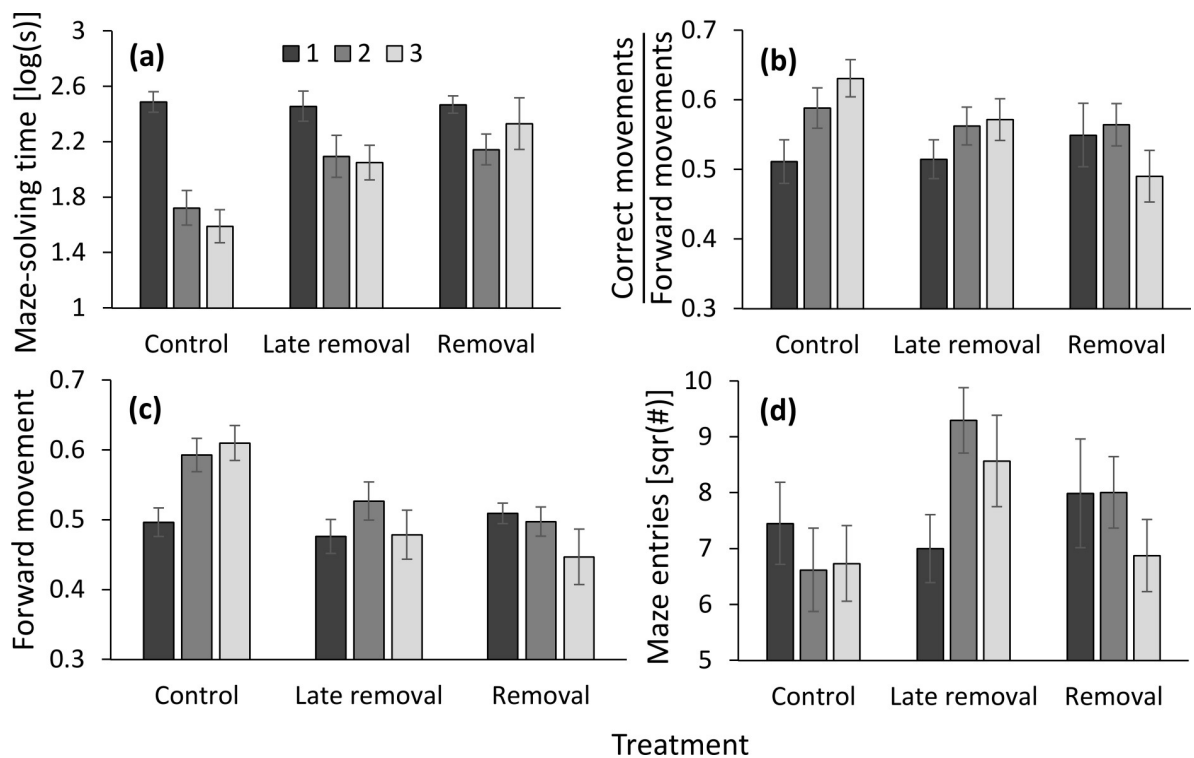 (a)
1 2 3
Maze-solving time [log(s)]
3
2.6
2.2
1.8
1.4
1
Control Late removal Removal
(b)
Correct movements
Forward movements
0.7
0.6
0.5
0.4
0.3
Control Late removal Removal
(c)
Forward movement
0.7
0.6
0.5
0.4
0.3
Control Late removal Removal
(d)
Maze entries [sqr(#)]
10
9
8
7
6
5
Control Late removal Removal
Treatment